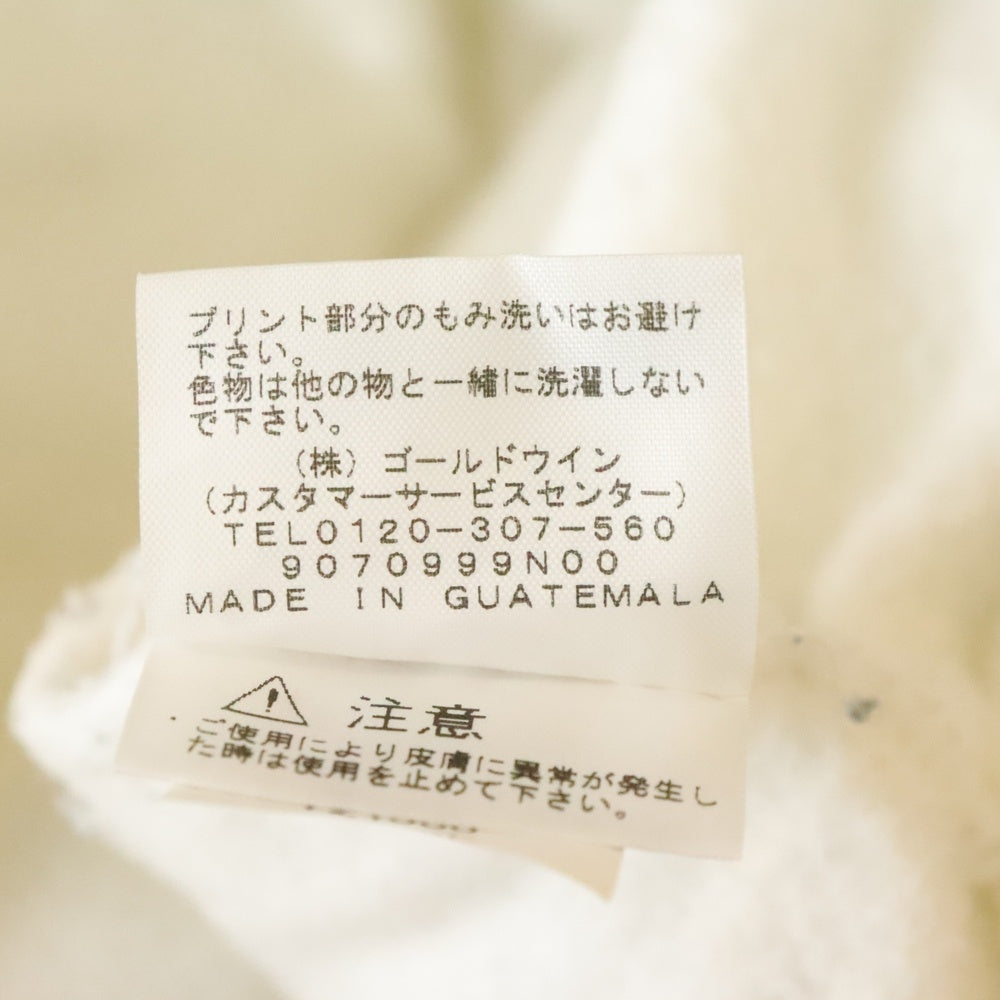 プリント部分のもみ洗いはお避け
下さい。
色物は他の物と一緒に洗濯しない
で下さい。
(株) ゴールドウイン
(カスタマーサービスセンター)
TEL0120-307-560
9070999N00
MADE IN GUATEMALA
注意
・ご使用により皮膚に異常が発生し
た時は使用を止めて下さい。